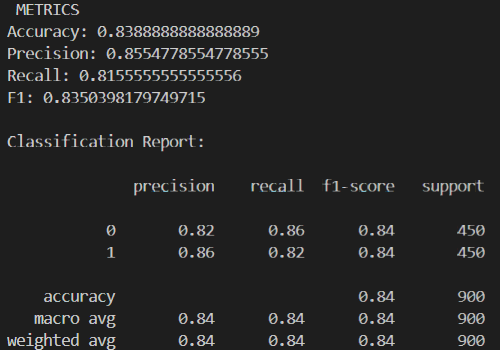 METRICS
Accuracy: 0.8388888888888889
Precision: 0.8554778554778555
Recall: 0.8155555555555556
F1: 0.8350398179749715
Classification Report:
precision recall f1-score support
0 0.82 0.86 0.84 450
1 0.86 0.82 0.84 450
accuracy 0.84 900
macro avg 0.84 0.84 0.84 900
weighted avg 0.84 0.84 0.84 900